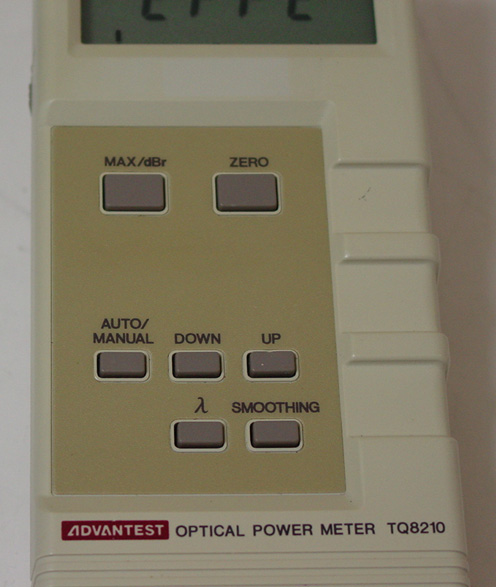 MAX/dBr ZERO
AUTO/
MANUAL DOWN UP
λ SMOOTHING
ADVANTEST OPTICAL POWER METER TQ8210